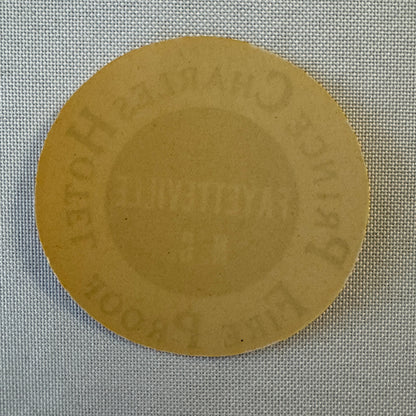 PRINCE CHARLES HOTEL
FAYETTEVILLE
N.C.
FIRE PROOF